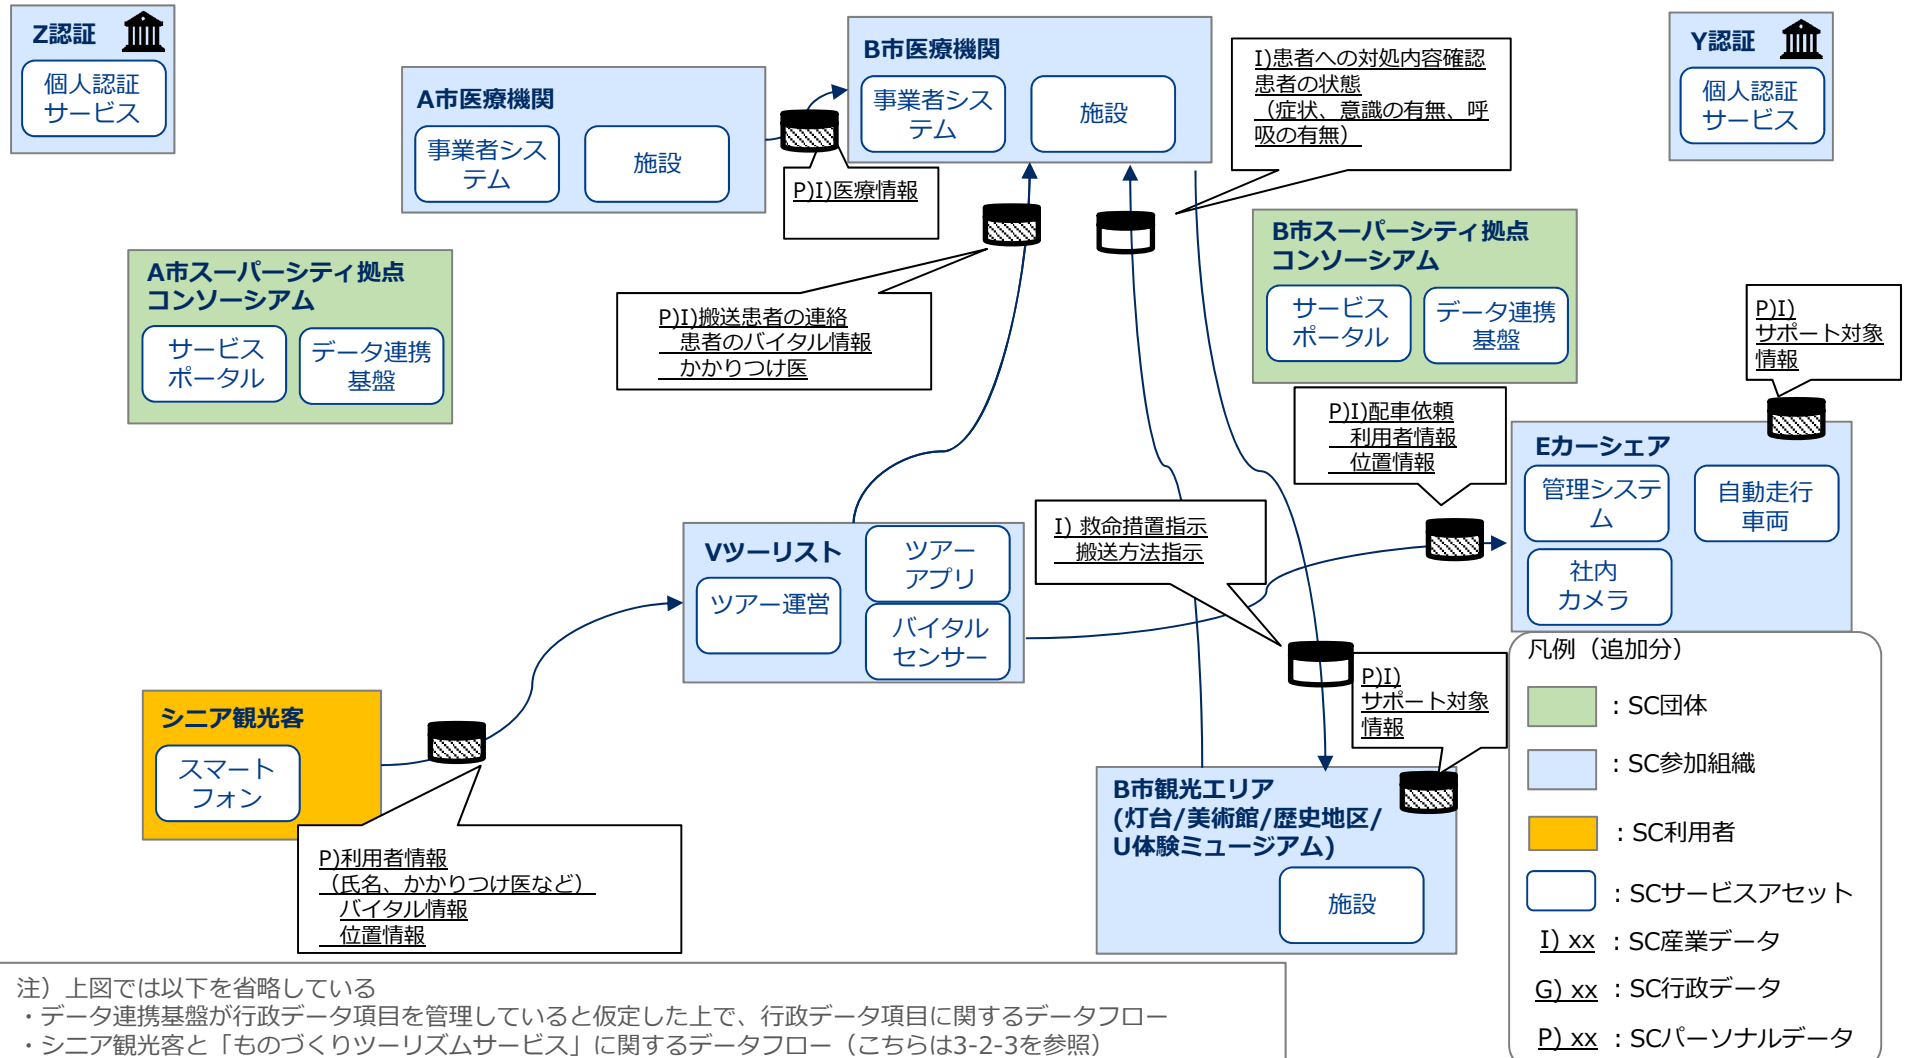 Z認証
個人認証
サービス
A市医療機関
事業者シス
テム
施設
B市医療機関
事業者シス
テム
施設
I)患者への対処内容確認
患者の状態
（症状、意識の有無、呼
吸の有無）
Y認証
個人認証
サービス
P)I)医療情報
A市スーパーシティ拠点
コンソーシアム
サービス
ポータル
データ連携
基盤
P)I)搬送患者の連絡
患者のバイタル情報
かかりつけ医
B市スーパーシティ拠点
コンソーシアム
サービス
ポータル
データ連携
基盤
P)I)
サポート対象
情報
P)I)配車依頼
利用者情報
位置情報
Eカーシェア
管理システ
ム
自動走行
車両
社内
カメラ
Vツーリスト
ツアー運営
ツアー
アプリ
バイタル
センサー
I) 救命措置指示
搬送方法指示
シニア観光客
スマート
フォン
P)利用者情報
（氏名、かかりつけ医など）
バイタル情報
位置情報
P)I)
サポート対象
情報
B市観光エリア
(灯台/美術館/歴史地区/
U体験ミュージアム)
施設
凡例（追加分）
：SC団体
：SC参加組織
：SC利用者
：SCサービスアセット
I) xx ：SC産業データ
G) xx ：SC行政データ
P) xx ：SCパーソナルデータ
注）上図では以下を省略している
・データ連携基盤が行政データ項目を管理していると仮定した上で、行政データ項目に関するデータフロー
・シニア観光客と「ものづくりツーリズムサービス」に関するデータフロー（こちらは3-2-3を参照）